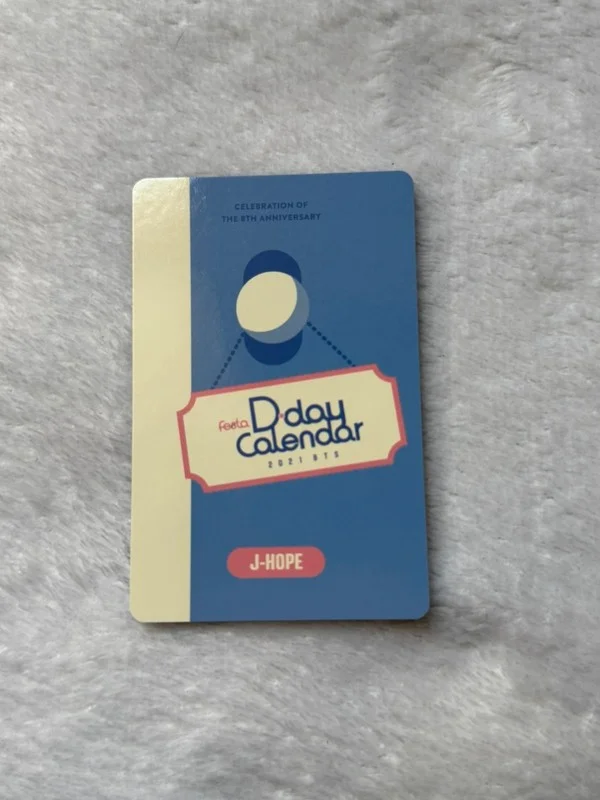 CELEBRATION OF
THE 8TH ANNIVERSARY
festa D-day
Calendar
2021 BTS
J-HOPE